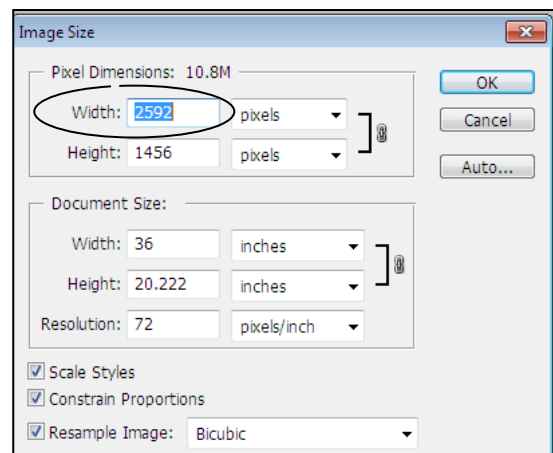 Image Size
Pixel Dimensions: 10.8M
OK
Width: 2592 pixels
Cancel
Height: 1456 pixels
Auto...
Document Size:
Width: 36 inches
Height: 20.222 inches
Resolution: 72 pixels/inch
Scale Styles
Constrain Proportions
Resample Image: Bicubic